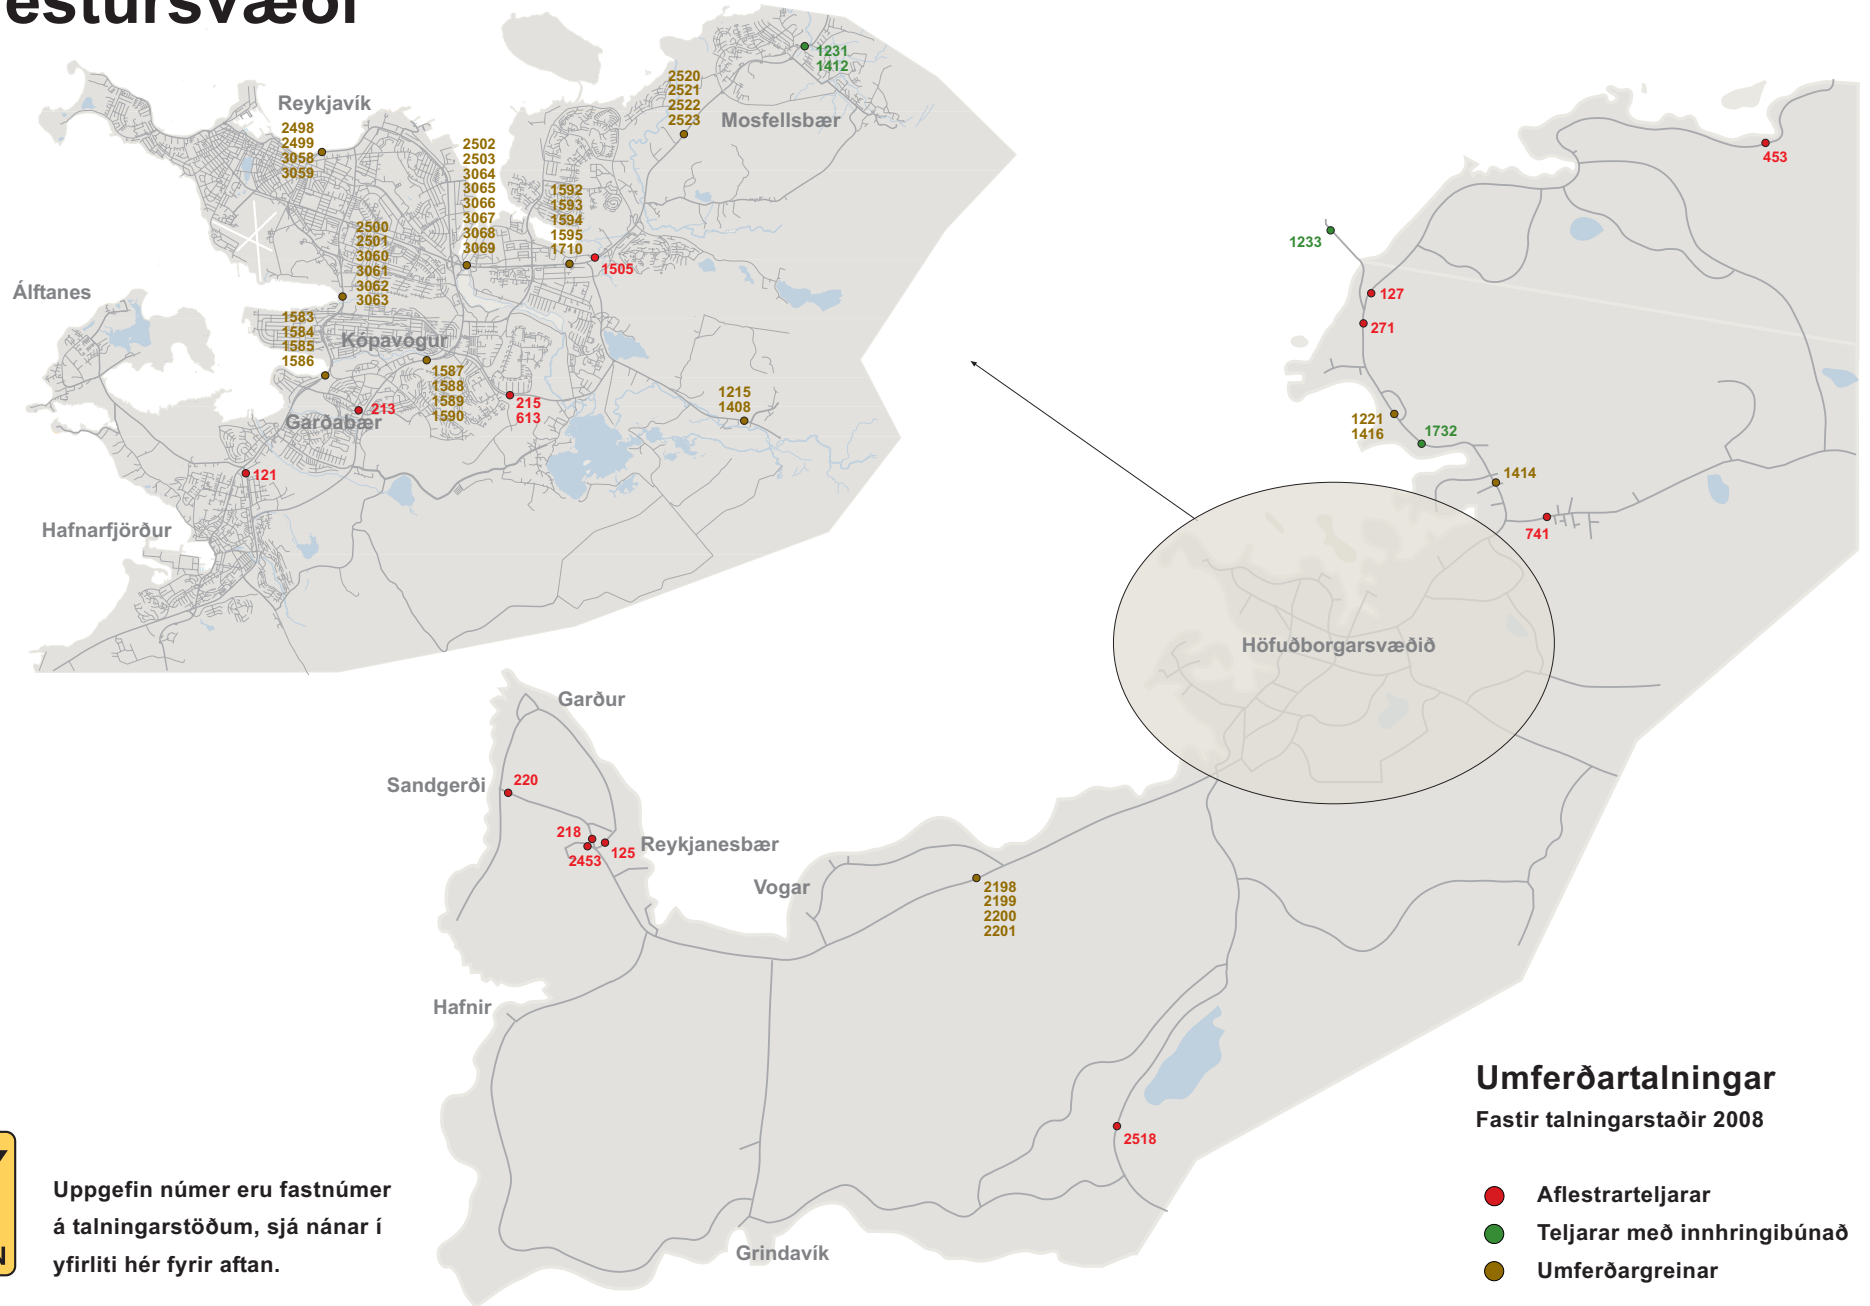 estursvæði
Reykjavík
2498
2499
3058
3059
2502
2503
3064
3065
3066
3067
3068
3069
2520
2521
2522
2523
1231
1412
Mosfellsbær
1592
1593
1594
1595
1710
1505
2500
2501
3060
3061
3062
3063
Álftanes
1583
1584
1585
1586
Kópavogur
1587
1588
1589
1590
213
Garðabær
215
613
1215
1408
121
Hafnarfjörður
453
1233
127
271
1221
1416
1732
1414
741
Höfuðborgarsvæðið
Garður
Sandgerði
220
218
2453
125
Reykjanesbær
Vogar
2198
2199
2200
2201
Hafnir
2518
Grindavík
Uppgefin númer eru fastnúmer
á talningarstöðum, sjá nánar í
yfirliti hér fyrir aftan.
Umferðartalningar
Fastir talningarstaðir 2008
Aflestrarteljarar
Teljarar með innhringibúnað
Umferðargreinar